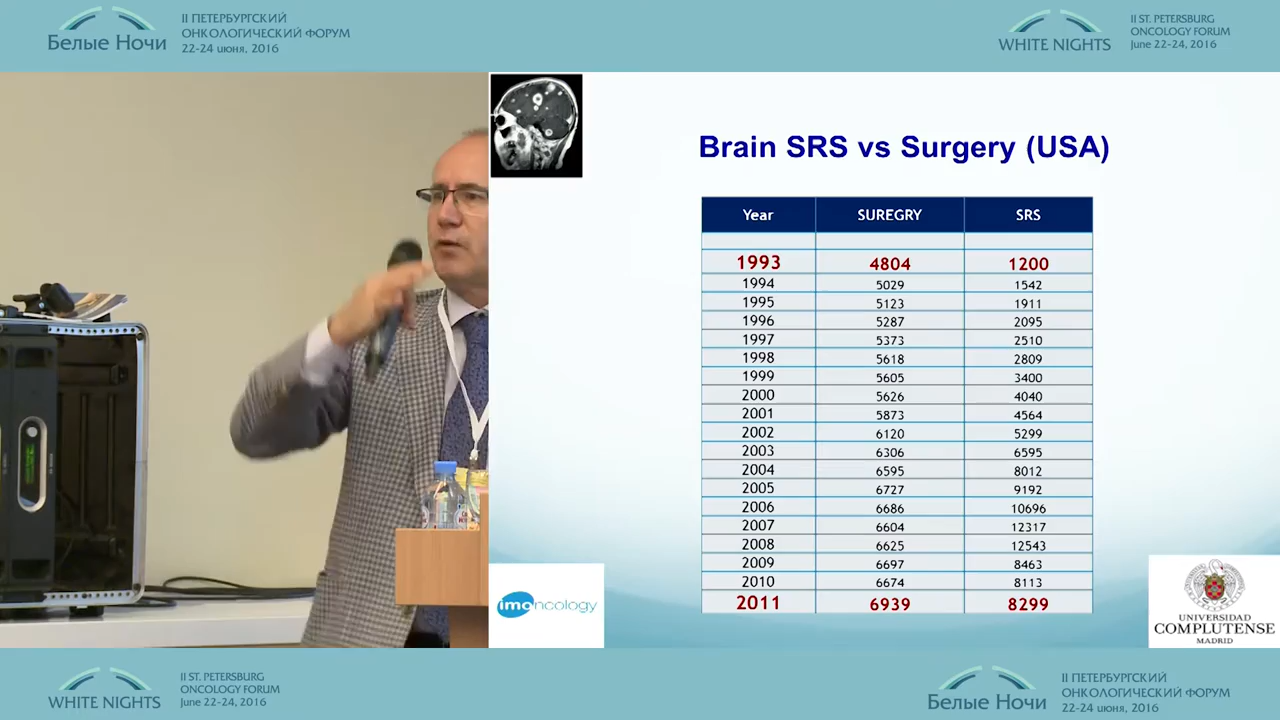 Белые Ночи
II ПЕТЕРБУРГСКИЙ
ОНКОЛОГИЧЕСКИЙ ФОРУМ
22-24 июня, 2016
WHITE NIGHTS
II ST. PETERSBURG
ONCOLOGY FORUM
June 22-24, 2016
Brain SRS vs Surgery (USA)
Year SUREGRY SRS
1993 4804 1200
1994 5029 1542
1995 5123 1911
1996 5287 2095
1997 5373 2510
1998 5618 2809
1999 5605 3400
2000 5626 4040
2001 5873 4564
2002 6120 5299
2003 6306 6595
2004 6595 8012
2005 6727 9192
2006 6686 10696
2007 6604 12317
2008 6625 12543
2009 6697 8463
2010 6674 8113
2011 6939 8299
imoncology
UNIVERSIDAD
COMPLUTENSE
MADRID
WHITE NIGHTS
II ST. PETERSBURG
ONCOLOGY FORUM
June 22-24, 2016
Белые Ночи
II ПЕТЕРБУРГСКИЙ
ОНКОЛОГИЧЕСКИЙ ФОРУМ
22-24 июня, 2016